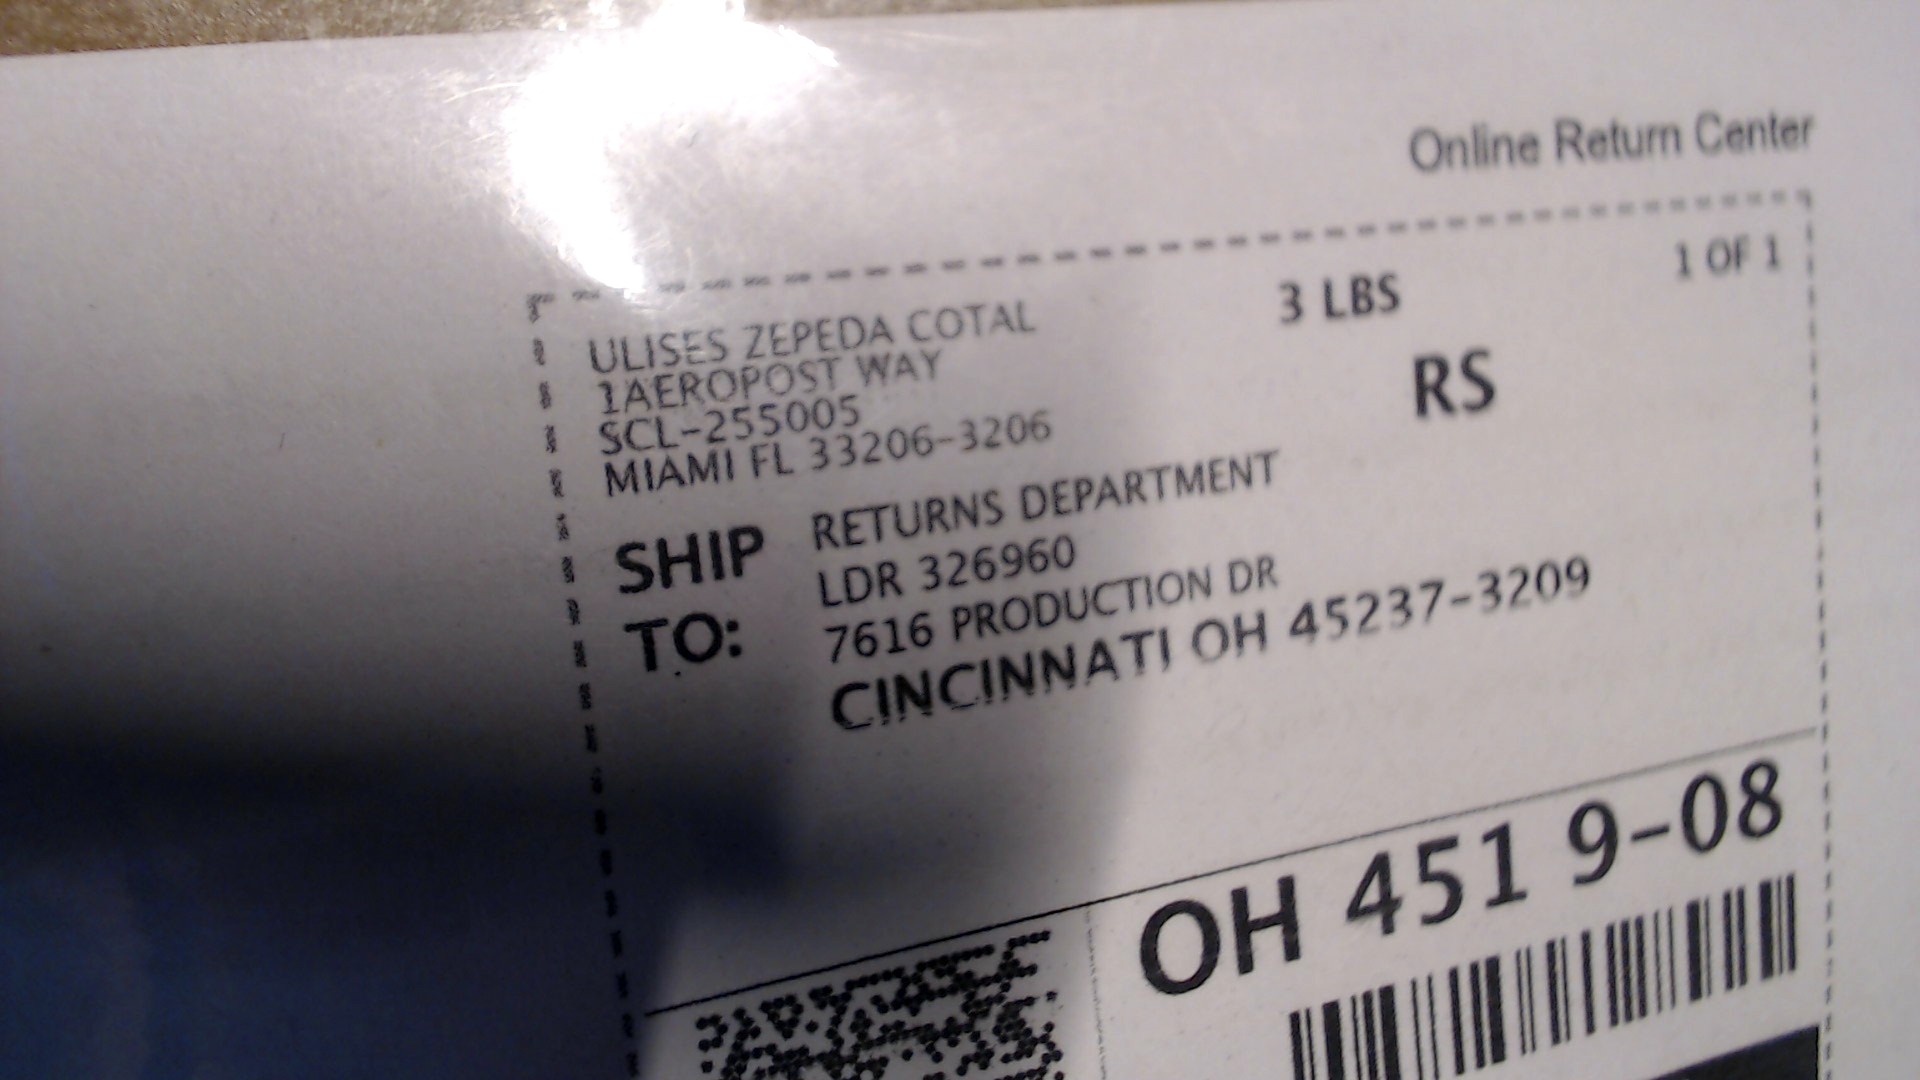 Online Return Center
ULISES ZEPEDA COTAL
1AEROPOST WAY
SCL-255005
MIAMI FL 33206-3206
3 LBS
1 OF 1
RS
SHIP TO:
RETURNS DEPARTMENT
LDR 326960
7616 PRODUCTION DR
CINCINNATI OH 45237-3209
OH 451 9-08